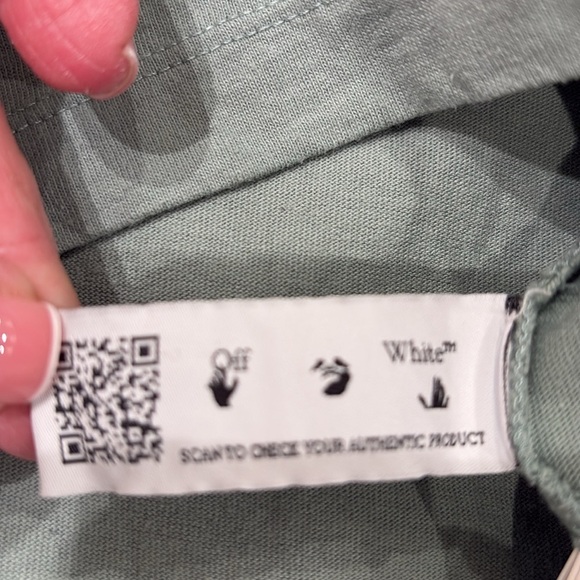 Off
White™
SCAN TO CHECK YOUR AUTHENTIC PRODUCT